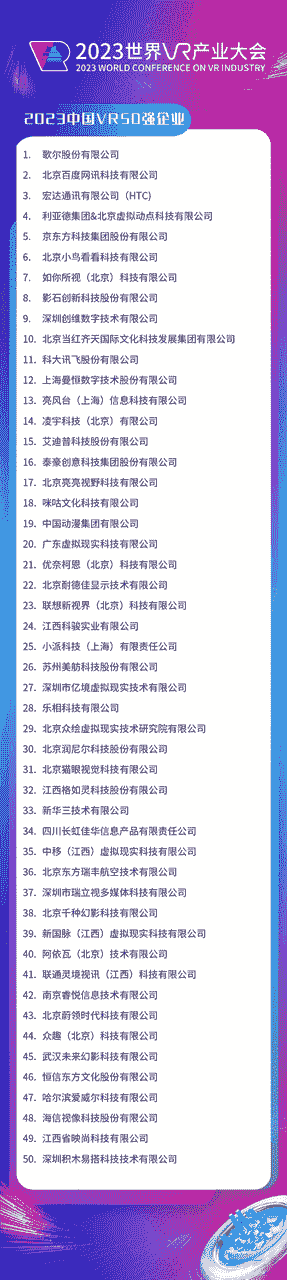 2023世界VR产业大会
2023 WORLD CONFERENCE ON VR INDUSTRY
2023中国VR50强企业
1. 歌尔股份有限公司
2. 北京百度网讯科技有限公司
3. 宏达通讯有限公司（HTC)
4. 利亚德集团&北京虚拟动点科技有限公司
5. 京东方科技集团股份有限公司
6. 北京小鸟看看科技有限公司
7. 如你所视（北京）科技有限公司
8. 影石创新科技股份有限公司
9. 深圳创维数字技术有限公司
10. 北京当红齐天国际文化科技发展集团有限公司
11. 科大讯飞股份有限公司
12. 上海曼恒数字技术股份有限公司
13. 亮风台（上海）信息科技有限公司
14. 凌宇科技（北京）有限公司
15. 艾迪普科技股份有限公司
16. 泰豪创意科技集团股份有限公司
17. 北京亮亮视野科技有限公司
18. 咪咕文化科技有限公司
19. 中国动漫集团有限公司
20. 广东虚拟现实科技有限公司
21. 优奈柯恩（北京）科技有限公司
22. 北京耐德佳显示技术有限公司
23. 联想新视界（北京）科技有限公司
24. 江西科骏实业有限公司
25. 小派科技（上海）有限责任公司
26. 苏州美舫科技有限公司
27. 深圳市亿境虚拟现实技术有限公司
28. 乐相科技有限公司
29. 北京众绘虚拟现实技术研究院有限公司
30. 北京润尼尔科技股份有限公司
31. 北京猫眼视觉科技有限公司
32. 江西格如灵科技股份有限公司
33. 新华三技术有限公司
34. 四川长虹佳华信息产品有限责任公司
35. 中移（江西）虚拟现实科技有限公司
36. 北京东方瑞丰航空技术有限公司
37. 深圳市瑞立视多媒体科技有限公司
38. 北京千种幻影科技有限公司
39. 新国脉（江西）虚拟现实科技有限公司
40. 阿依瓦（北京）技术有限公司
41. 联通灵境视讯（江西）科技有限公司
42. 南京睿悦信息技术有限公司
43. 北京蔚领时代科技有限公司
44. 众趣（北京）科技有限公司
45. 武汉未来幻影科技有限公司
46. 恒信东方文化股份有限公司
47. 哈尔滨爱威尔科技有限公司
48. 海信视像科技股份有限公司
49. 江西省映尚科技有限公司
50. 深圳积木易搭科技技术有限公司